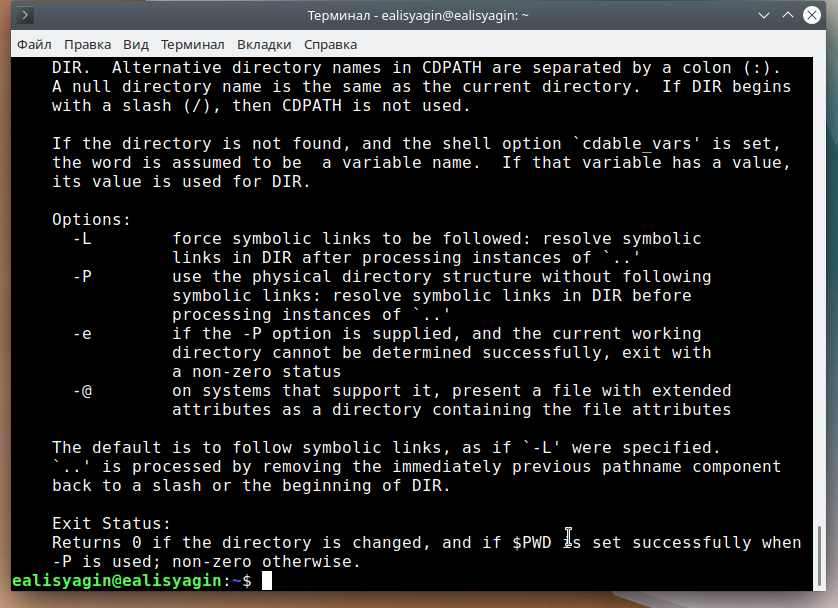 Терминал - ealisyagin@ealisyagin: ~
Файл Правка Вид Терминал Вкладки Справка
DIR.  Alternative directory names in CDPATH are separated by a colon (:).
A null directory name is the same as the current directory.  If DIR begins
with a slash (/), then CDPATH is not used.
If the directory is not found, and the shell option `cdable_vars' is set,
the word is assumed to be  a variable name.  If that variable has a value,
its value is used for DIR.
Options:
-L        force symbolic links to be followed: resolve symbolic
links in DIR after processing instances of `..'
-P        use the physical directory structure without following
symbolic links: resolve symbolic links in DIR before
processing instances of `..'
-e        if the -P option is supplied, and the current working
directory cannot be determined successfully, exit with
a non-zero status
-@        on systems that support it, present a file with extended
attributes as a directory containing the file attributes
The default is to follow symbolic links, as if `-L' were specified.
`..' is processed by removing the immediately previous pathname component
back to a slash or the beginning of DIR.
Exit Status:
Returns 0 if the directory is changed, and if $PWD is set successfully when
-P is used; non-zero otherwise.
ealisyagin@ealisyagin:~$